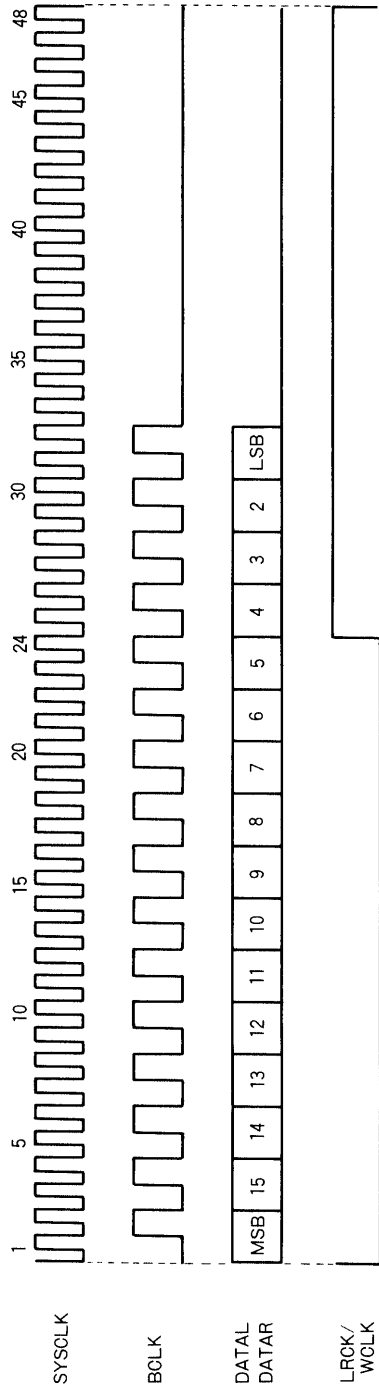 1 5 10 15 20 24 30 35 40 45 48
SYSCLK
BCLK
DATAL
DATAR
MSB 15 14 13 12 11 10 9 8 7 6 5 4 3 2 LSB
LRCK/
WCLK